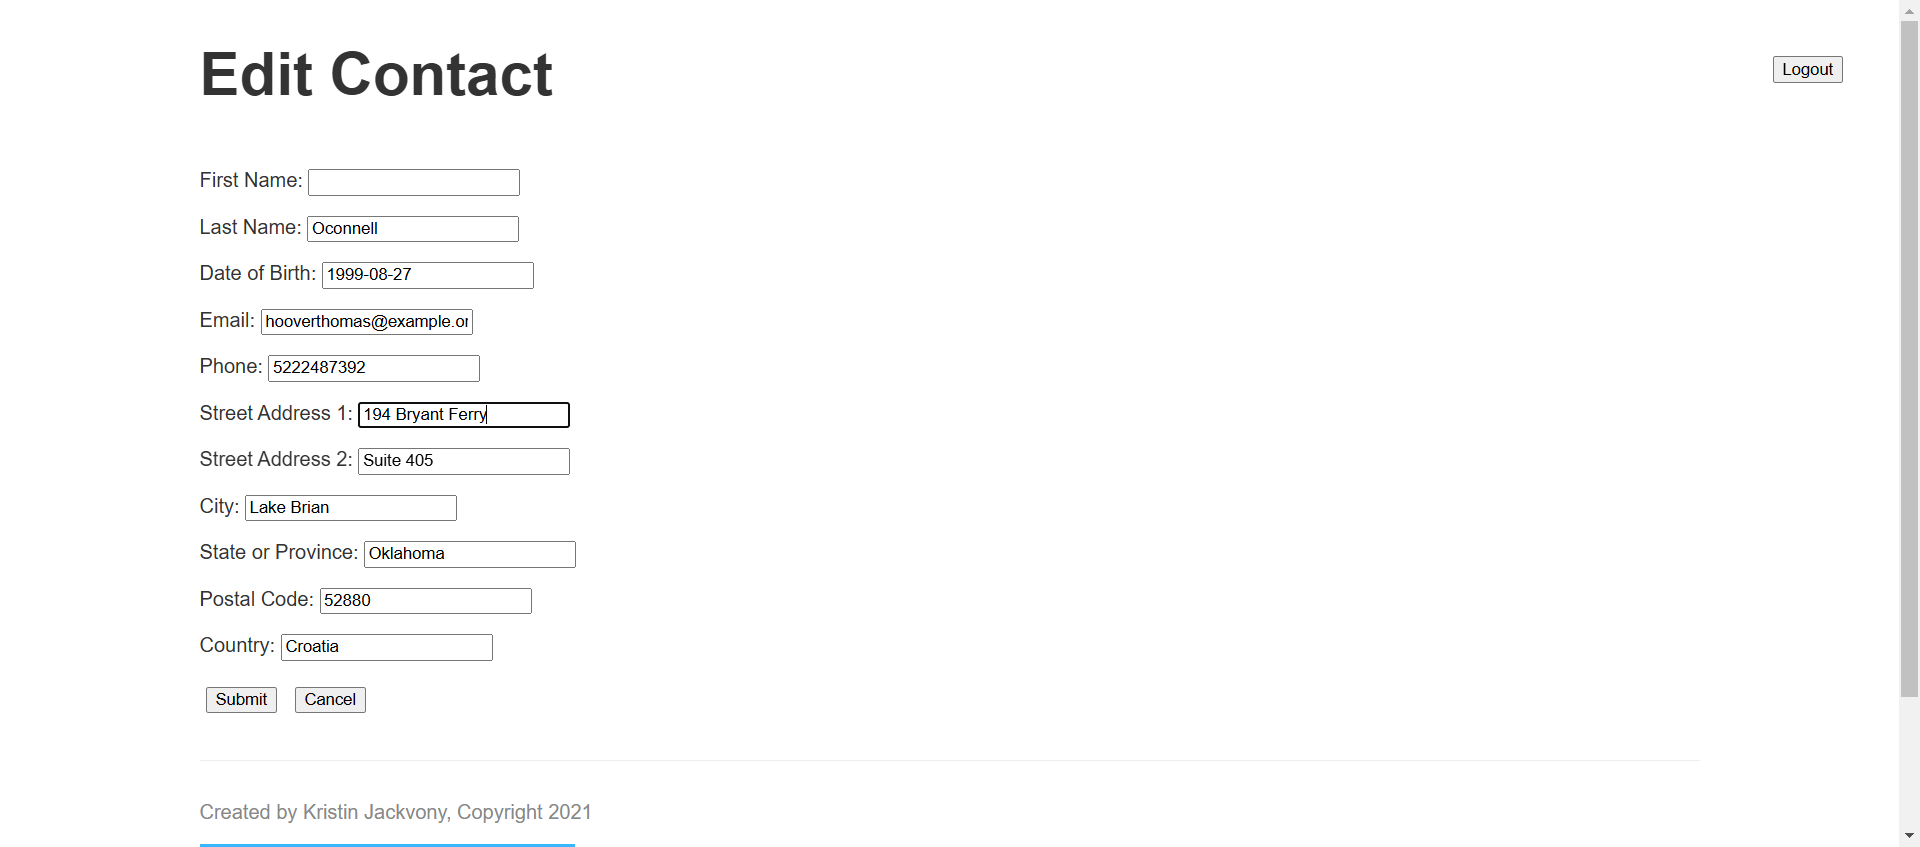 Edit Contact
Logout
First Name:
Last Name: Oconnell
Date of Birth: 1999-08-27
Email: hooverthomas@example.or
Phone: 5222487392
Street Address 1: 194 Bryant Ferry
Street Address 2: Suite 405
City: Lake Brian
State or Province: Oklahoma
Postal Code: 52880
Country: Croatia
Submit Cancel
Created by Kristin Jackvony, Copyright 2021